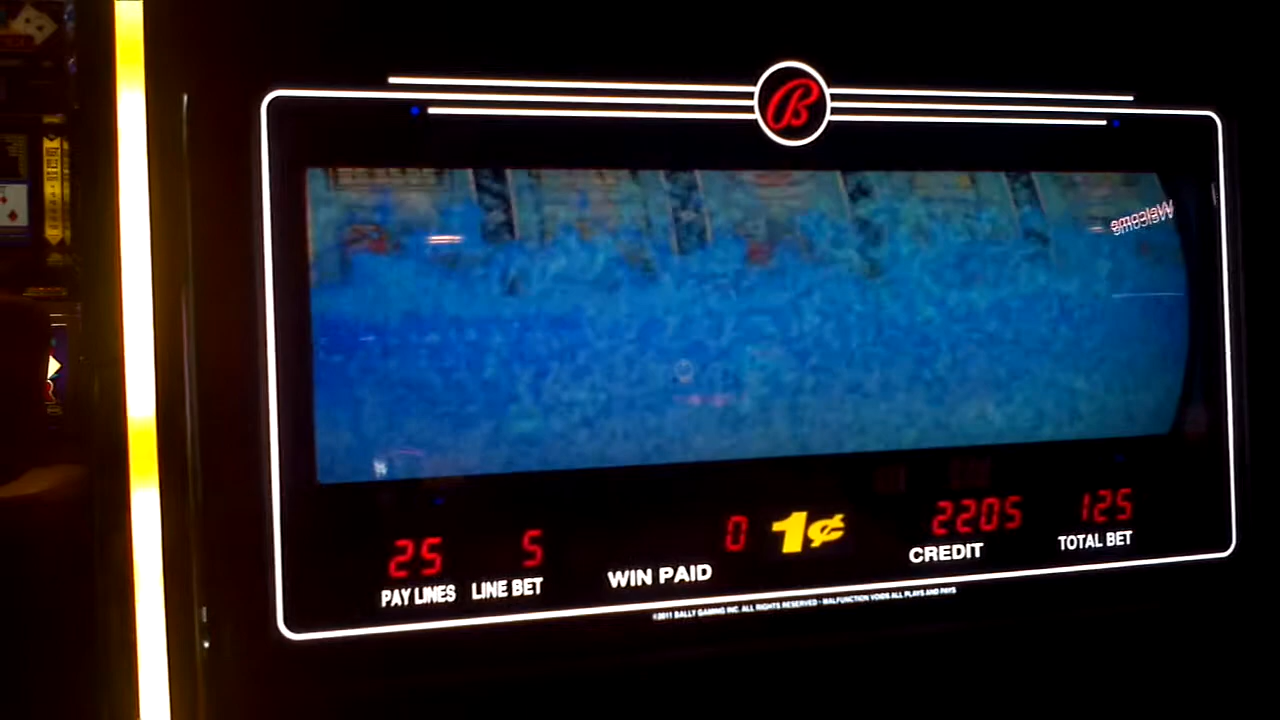 B
Welcome
25 5 0 1¢ 2205 125
PAY LINES LINE BET WIN PAID CREDIT TOTAL BET
©2011 BALLY GAMING INC. ALL RIGHTS RESERVED - MALFUNCTION VOIDS ALL PLAYS AND PAYS